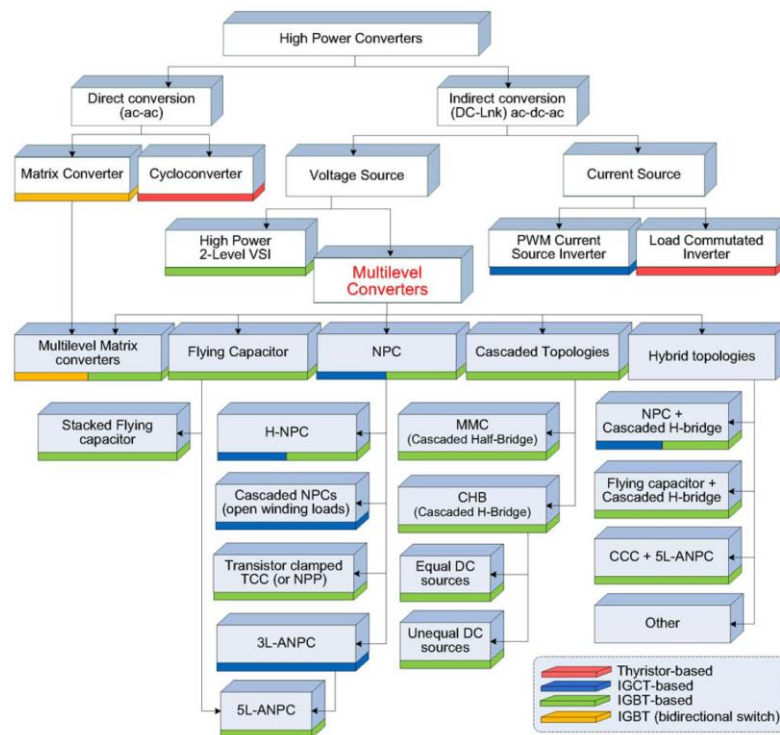 High Power Converters
Direct conversion
(ac-ac)
Indirect conversion
(DC-Lnk) ac-dc-ac
Matrix Converter
Cycloconverter
Voltage Source
Current Source
High Power
2-Level VSI
PWM Current
Source Inverter
Load Commutated
Inverter
Multilevel
Converters
Multilevel Matrix
converters
Flying Capacitor
NPC
Cascaded Topologies
Hybrid topologies
Stacked Flying
capacitor
H-NPC
MMC
(Cascaded Half-Bridge)
NPC +
Cascaded H-bridge
Cascaded NPCs
(open winding loads)
CHB
(Cascaded H-Bridge)
Flying capacitor +
Cascaded H-bridge
Transistor clamped
TCC (or NPP)
Equal DC
sources
CCC + 5L-ANPC
3L-ANPC
Unequal DC
sources
Other
5L-ANPC
Thyristor-based
IGCT-based
IGBT-based
IGBT (bidirectional switch)